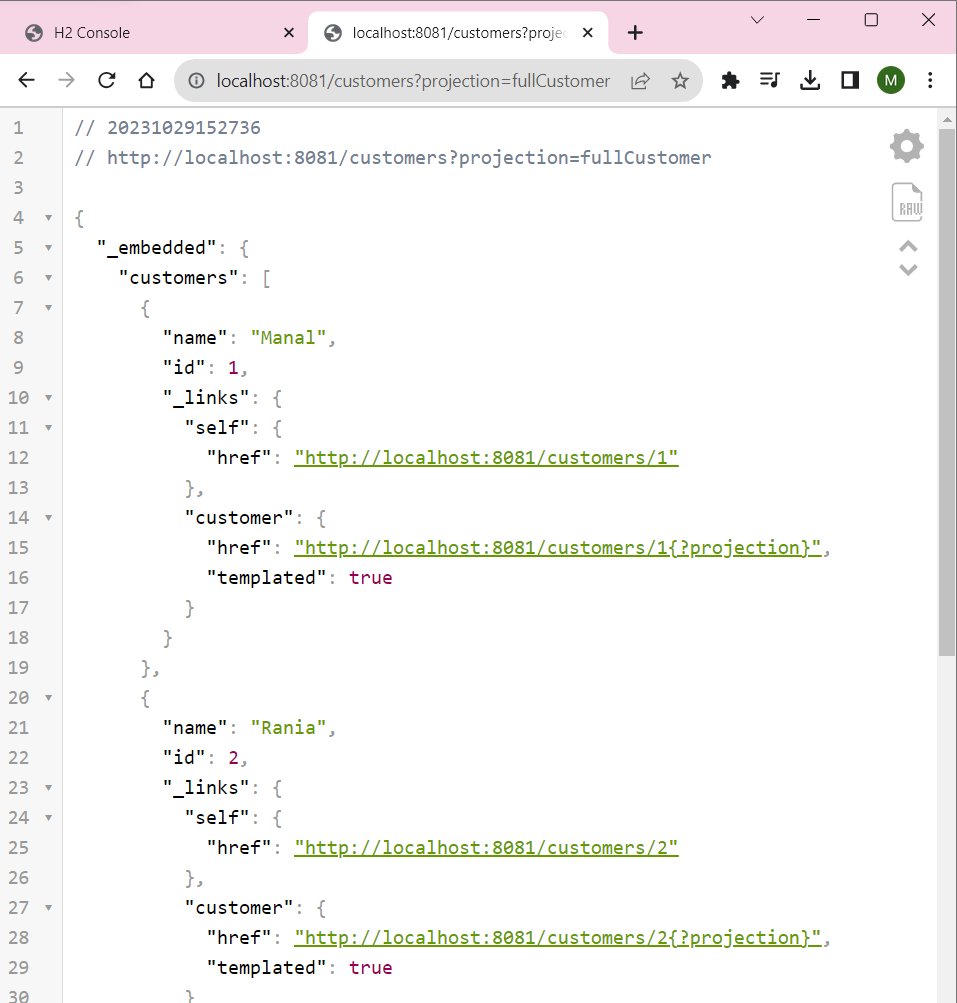 H2 Console
localhost:8081/customers?proje
localhost:8081/customers?projection=fullCustomer
M
1 // 20231029152736
2 // http://localhost:8081/customers?projection=fullCustomer
3
4 {
5 "_embedded": {
6 "customers": [
7 {
8 "name": "Manal",
9 "id": 1,
10 "_links": {
11 "self": {
12 "href": "http://localhost:8081/customers/1"
13 },
14 "customer": {
15 "href": "http://localhost:8081/customers/1{?projection}",
16 "templated": true
17 }
18 }
19 },
20 {
21 "name": "Rania",
22 "id": 2,
23 "_links": {
24 "self": {
25 "href": "http://localhost:8081/customers/2"
26 },
27 "customer": {
28 "href": "http://localhost:8081/customers/2{?projection}",
29 "templated": true
30 }
RAW